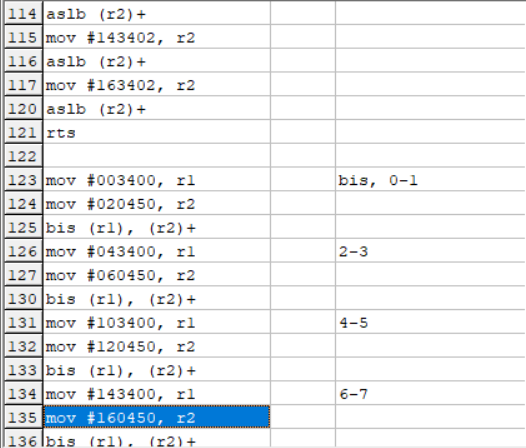 114 aslb (r2)+
115 mov #143402, r2
116 aslb (r2)+
117 mov #163402, r2
120 aslb (r2)+
121 rts
122
123 mov #003400, r1 bis, 0-1
124 mov #020450, r2
125 bis (r1), (r2)+
126 mov #043400, r1 2-3
127 mov #060450, r2
130 bis (r1), (r2)+
131 mov #103400, r1 4-5
132 mov #120450, r2
133 bis (r1), (r2)+
134 mov #143400, r1 6-7
135 mov #160450, r2
136 bis (r1), (r2)+